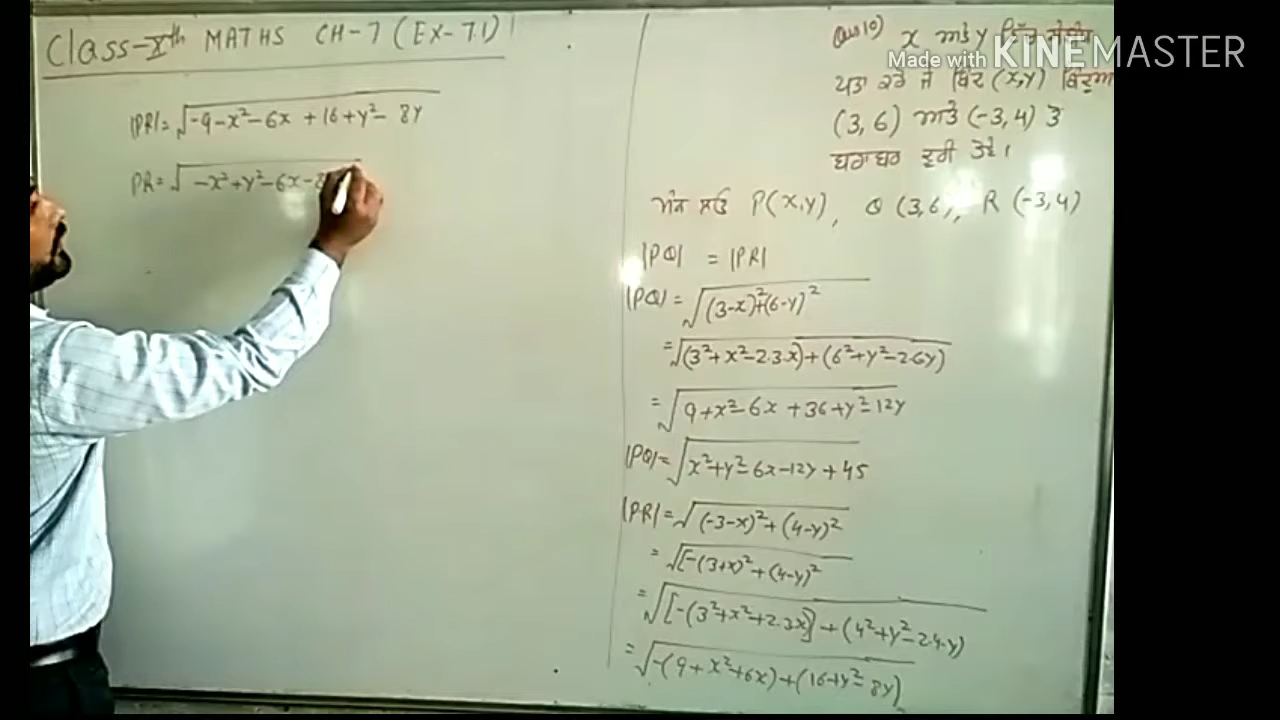 Class-Xth MATHS CH-7 (EX-7.1)
|PR| = √-9-x²-6x +16+y²- 8y
PR = √ -x²+y²-6x-8
Made with KINEMASTER
Ques 10) x ਅਤੇ y ਵਿੱਚ
ਪਤਾ ਕਰੋ ਜੋ ਬਿੰਦੂ (x,y)
(3,6) ਅਤੇ (-3,4) ਤੋਂ
ਬਰਾਬਰ ਦੂਰੀ ਤੇ ਹੈ।
ਮੰਨ ਲਓ P(x,y), Q (3,6), R (-3,4)
|PQ| = |PR|
|PQ| = √(3-x)²+(6-y)²
= √(3²+x²-2.3.x)+(6²+y²-2.6y)
= √9+x²-6x +36+y²-12y
|PQ| = √x²+y²-6x-12y+45
|PR| = √(-3-x)²+(4-y)²
= √[-(3+x)²+(4-y)²
= √[-(3²+x²+2.3x]+(4²+y²-2.4.y)
= √-(9+x²+6x)+(16+y²-8y)